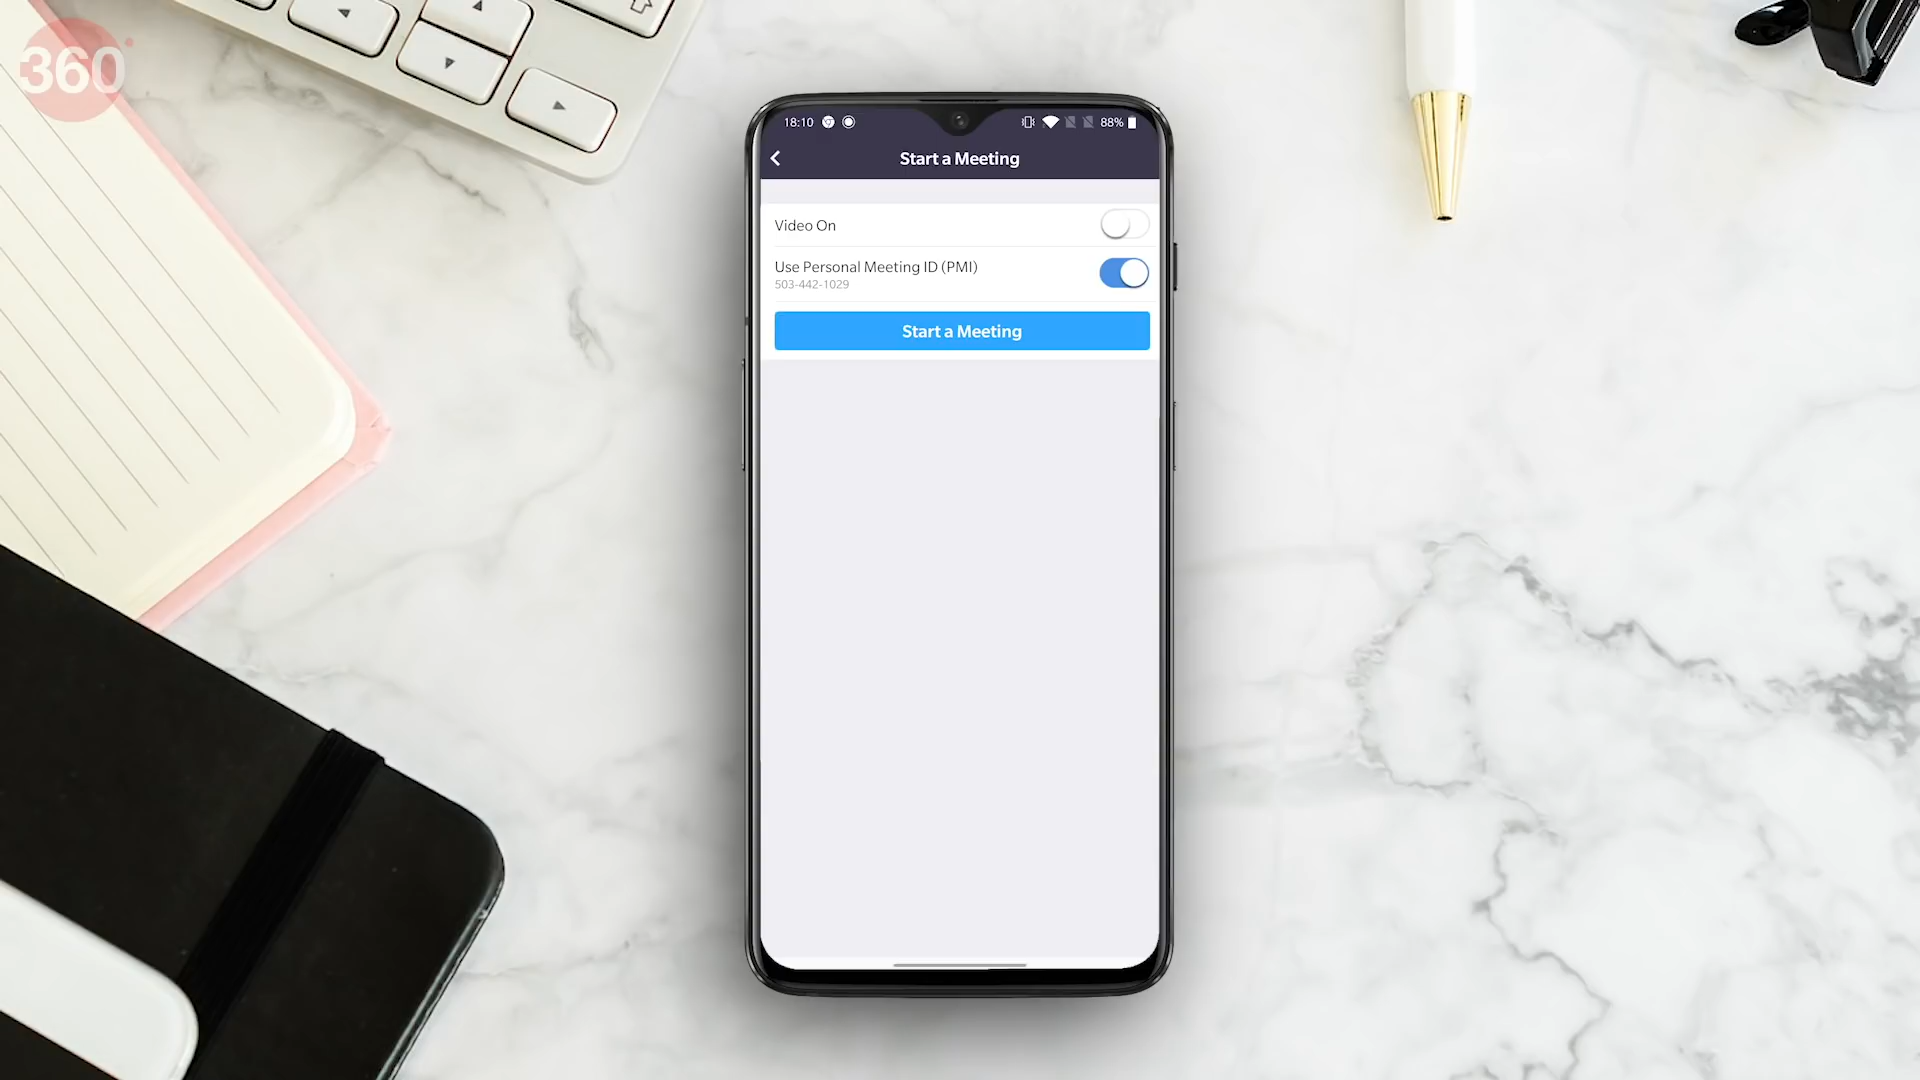 360
18:10
88%
Start a Meeting
Video On
Use Personal Meeting ID (PMI)
503-442-1029
Start a Meeting